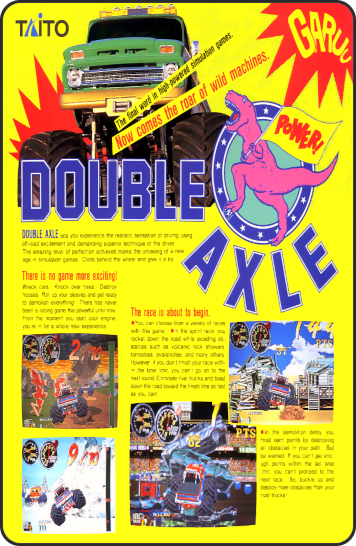 TAITO
GARUU
The final word in high-powered simulation games.
Now comes the roar of wild machines.
POWER!
DOUBLE
AXLE
DOUBLE AXLE lets you experience the realistic sensation of driving using
off-road excitement and demanding superior technique of the driver.
This amazing level of perfection achieved marks the unveiling of a new
age in simulation games. Climb behind the wheel and give it a try.
There is no game more exciting!
Wreck cars. Knock over trees. Destroy
houses. Roll up your sleeves and get ready
to demolish everything! There has never
been a racing game this powerful until now.
From the moment you start your engine,
you're in for a whole new experience.
The race is about to begin.
You can choose from a variety of races
with this game. In the sprint race, you
rocket down the road while avoiding ob-
stacles such as volcanic rock showers,
tornadoes, avalanches, and many others.
However, if you don't finish your race with-
in the time limit, you can't go on to the
next round. Eliminate rival trucks and blast
down the road toward the finish line as fast
as you can!
144
PTS
2/10
9/10
PTS
In the demolition derby you
must earn points by destroying
all obstacles in your path. But
be warned. If you can't get eno-
ugh points within the set time
limit, you can't proceed to the
next race. So, buckle up and
destroy more obstacles than your
rival trucks!